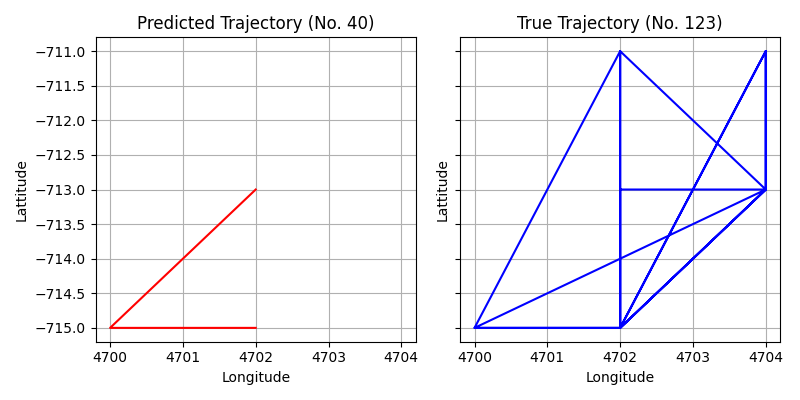 Predicted Trajectory (No. 40)
True Trajectory (No. 123)
−711.0
−711.5
−712.0
−712.5
−713.0
−713.5
−714.0
−714.5
−715.0
Lattitude
Lattitude
4700 4701 4702 4703 4704
4700 4701 4702 4703 4704
Longitude
Longitude